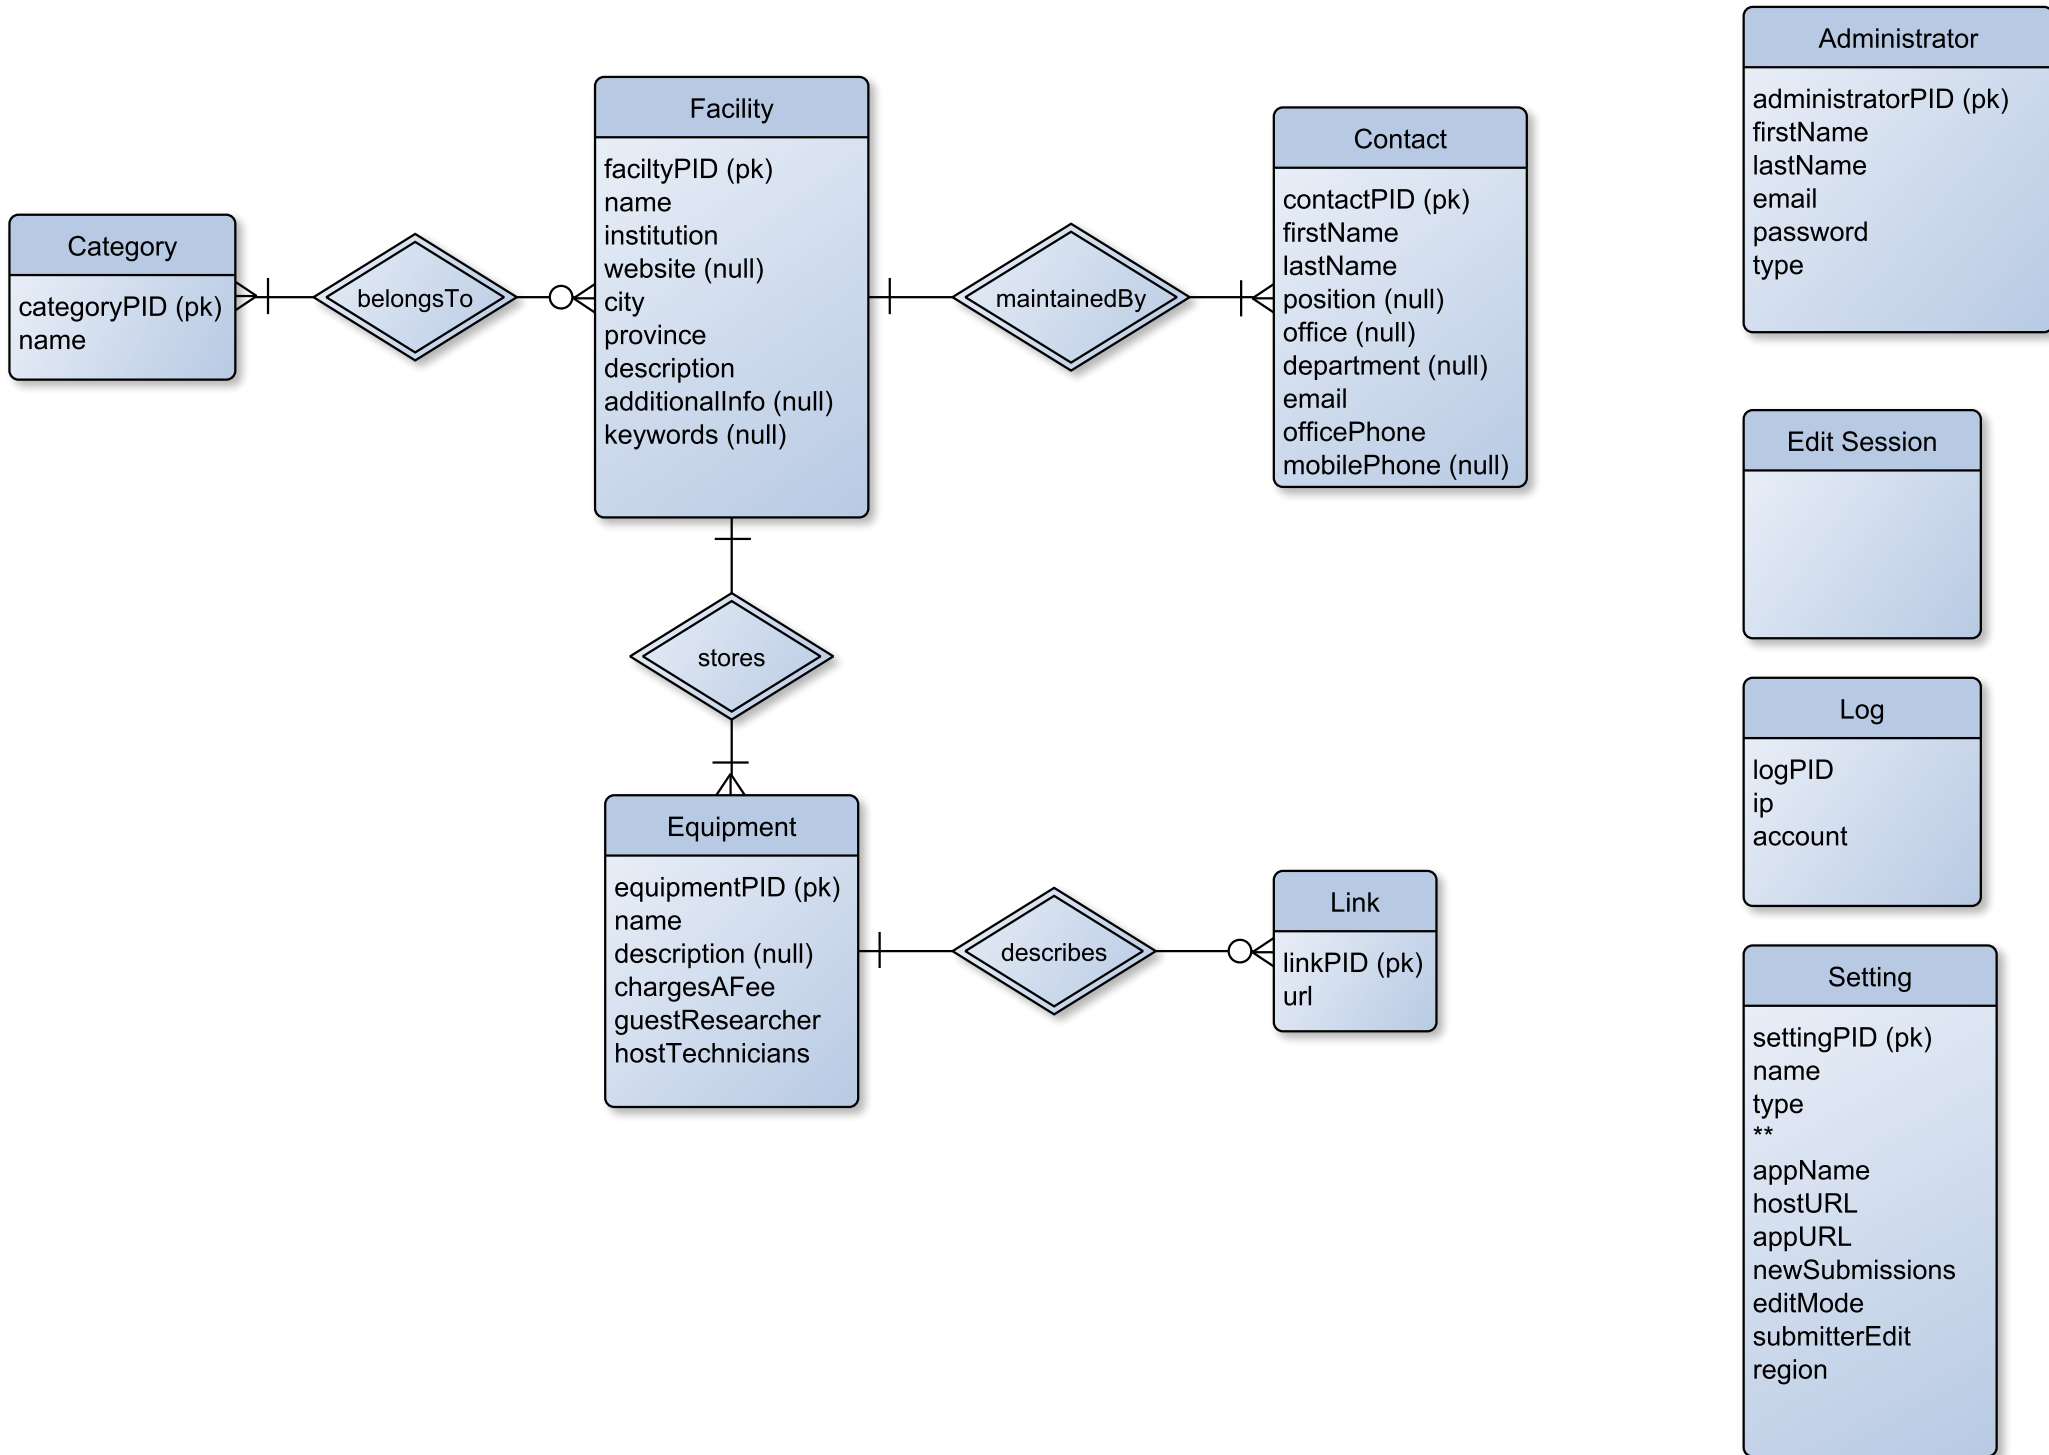 Category
categoryPID (pk)
name
belongsTo
Facility
faciltyPID (pk)
name
institution
website (null)
city
province
description
additionalInfo (null)
keywords (null)
maintainedBy
Contact
contactPID (pk)
firstName
lastName
position (null)
office (null)
department (null)
email
officePhone
mobilePhone (null)
stores
Equipment
equipmentPID (pk)
name
description (null)
chargesAFee
guestResearcher
hostTechnicians
describes
Link
linkPID (pk)
url
Administrator
administratorPID (pk)
firstName
lastName
email
password
type
Edit Session
Log
logPID
ip
account
Setting
settingPID (pk)
name
type
**
appName
hostURL
appURL
newSubmissions
editMode
submitterEdit
region